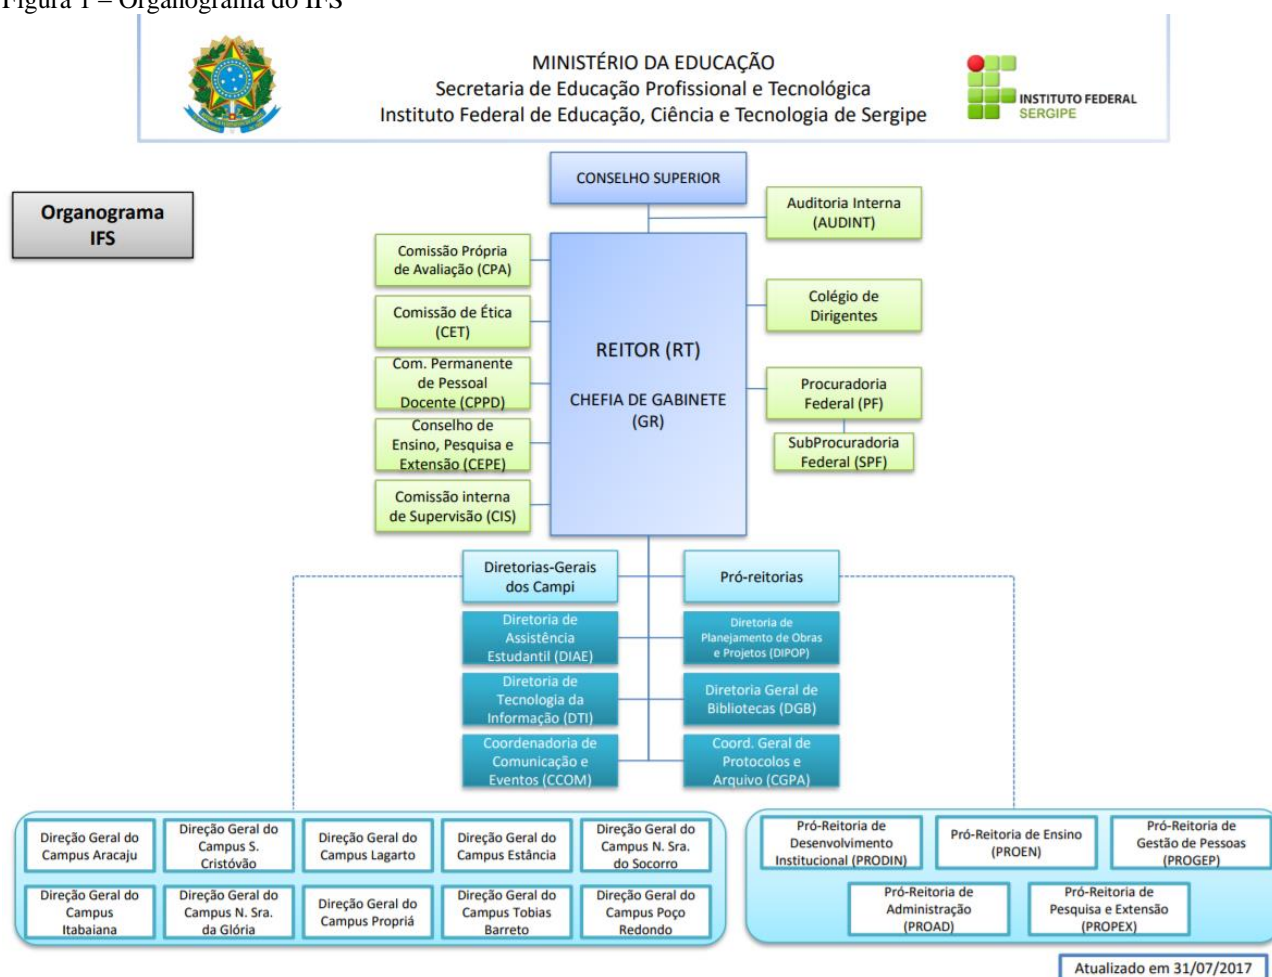 Figura 1 – Organograma do IFS
MINISTÉRIO DA EDUCAÇÃO
Secretaria de Educação Profissional e Tecnológica
Instituto Federal de Educação, Ciência e Tecnologia de Sergipe
INSTITUTO FEDERAL
SERGIPE
Organograma
IFS
CONSELHO SUPERIOR
Auditoria Interna
(AUDINT)
Comissão Própria
de Avaliação (CPA)
Comissão de Ética
(CET)
Com. Permanente
de Pessoal
Docente (CPPD)
Conselho de
Ensino, Pesquisa e
Extensão (CEPE)
Comissão interna
de Supervisão (CIS)
REITOR (RT)
CHEFIA DE GABINETE
(GR)
Colégio de
Dirigentes
Procuradoria
Federal (PF)
SubProcuradoria
Federal (SPF)
Diretorias-Gerais
dos Campi
Pró-reitorias
Diretoria de
Assistência
Estudantil (DIAE)
Diretoria de
Planejamento de Obras
e Projetos (DIPOP)
Diretoria de
Tecnologia da
Informação (DTI)
Diretoria Geral de
Bibliotecas (DGB)
Coordenadoria de
Comunicação e
Eventos (CCOM)
Coord. Geral de
Protocolos e
Arquivo (CGPA)
Direção Geral do
Campus Aracaju
Direção Geral do
Campus S.
Cristóvão
Direção Geral do
Campus Lagarto
Direção Geral do
Campus Estância
Direção Geral do
Campus N. Sra.
do Socorro
Direção Geral do
Campus
Itabaiana
Direção Geral do
Campus N. Sra.
da Glória
Direção Geral do
Campus Propriá
Direção Geral do
Campus Tobias
Barreto
Direção Geral do
Campus Poço
Redondo
Pró-Reitoria de
Desenvolvimento
Institucional (PRODIN)
Pró-Reitoria de Ensino
(PROEN)
Pró-Reitoria de
Gestão de Pessoas
(PROGEP)
Pró-Reitoria de
Administração
(PROAD)
Pró-Reitoria de
Pesquisa e Extensão
(PROPEX)
Atualizado em 31/07/2017